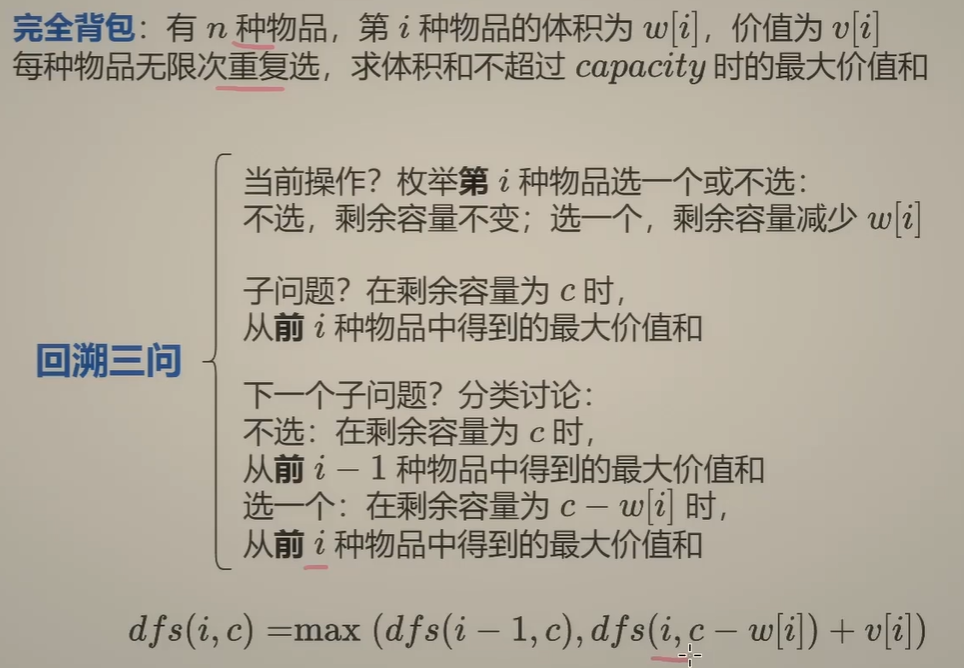 完全背包：有 n 种物品，第 i 种物品的体积为 w[i]，价值为 v[i]
每种物品无限次重复选，求体积和不超过 capacity 时的最大价值和
当前操作？枚举第 i 种物品选一个或不选：
不选，剩余容量不变；选一个，剩余容量减少 w[i]
子问题？在剩余容量为 c 时，
从前 i 种物品中得到的最大价值和
回溯三问
下一个子问题？分类讨论：
不选：在剩余容量为 c 时，
从前 i − 1 种物品中得到的最大价值和
选一个：在剩余容量为 c − w[i] 时，
从前 i 种物品中得到的最大价值和
dfs(i, c) =max (dfs(i − 1, c), dfs(i, c − w[i]) + v[i])